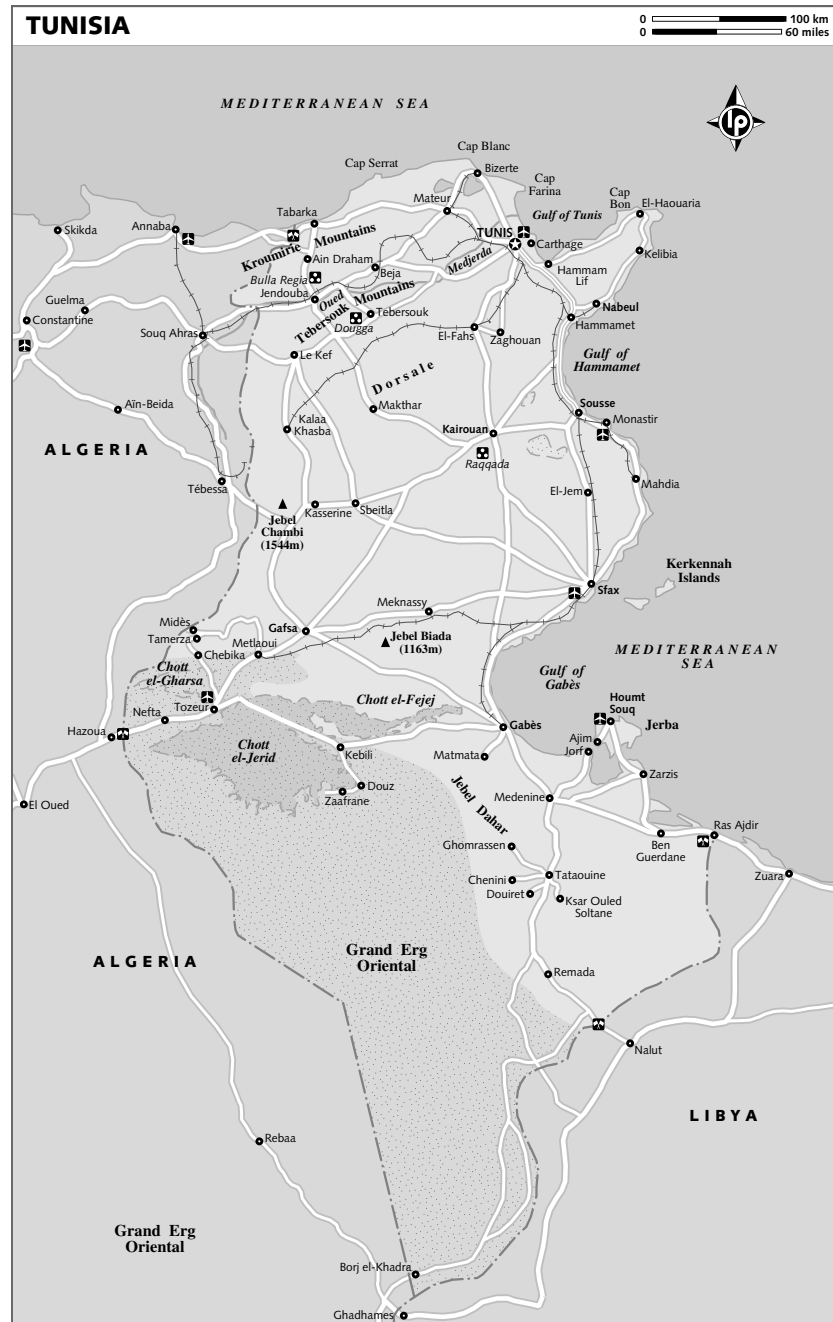 TUNISIA
0 100 km
0 60 miles
MEDITERRANEAN SEA
lp
Cap Blanc
Cap Serrat
Bizerte
Cap
Farina
Cap
Bon
El-Haouaria
Mateur
Gulf of Tunis
Tabarka
Skikda
Annaba
TUNIS
Carthage
Kroumirie Mountains
Ain Draham
Medjerda
Kelibia
Bulla Regia
Beja
Hammam
Lif
Jendouba
Oued
Guelma
Tebersouk Mountains
Nabeul
Constantine
Dougga
Tebersouk
Hammamet
Souq Ahras
El-Fahs
Zaghouan
Le Kef
Gulf of
Hammamet
Dorsale
Aïn-Beida
Makthar
Sousse
Kalaa
Khasba
Monastir
ALGERIA
Kairouan
Raqqada
Tébessa
El-Jem
Mahdia
Kasserine
Sbeitla
Jebel
Chambi
(1544m)
Kerkennah
Islands
Sfax
Meknassy
Midès
Gafsa
Tamerza
Metlaoui
Jebel Biada
(1163m)
MEDITERRANEAN
SEA
Chebika
Chott
el-Gharsa
Gulf of
Gabès
Chott el-Fejej
Houmt
Souq
Tozeur
Nefta
Gabès
Jerba
Hazoua
Ajim
Chott
el-Jerid
Kebili
Matmata
Jorf
Zarzis
Douz
Jebel Dahar
Zaafrane
Medenine
El Oued
Ras Ajdir
Ghomrassen
Ben
Guerdane
Zuara
Chenini
Tataouine
Douiret
Ksar Ouled
Soltane
Grand Erg
Oriental
ALGERIA
Remada
Nalut
LIBYA
Rebaa
Grand Erg
Oriental
Borj el-Khadra
Ghadhames